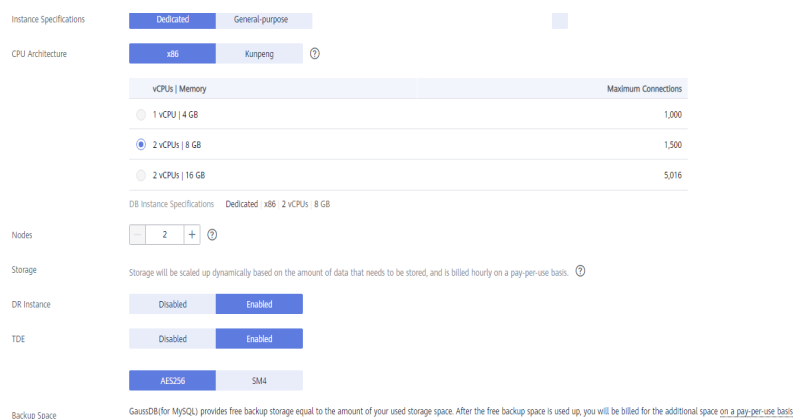 Instance Specifications Dedicated General-purpose
CPU Architecture x86 Kunpeng ?
vCPUs | Memory Maximum Connections
1 vCPU | 4 GB 1,000
2 vCPUs | 8 GB 1,500
2 vCPUs | 16 GB 5,016
DB Instance Specifications Dedicated | x86 | 2 vCPUs | 8 GB
Nodes — 2 + ?
Storage Storage will be scaled up dynamically based on the amount of data that needs to be stored, and is billed hourly on a pay-per-use basis. ?
DR Instance Disabled Enabled
TDE Disabled Enabled
AES256 SM4
Backup Space GaussDB(for MySQL) provides free backup storage equal to the amount of your used storage space. After the free backup space is used up, you will be billed for the additional space on a pay-per-use basis